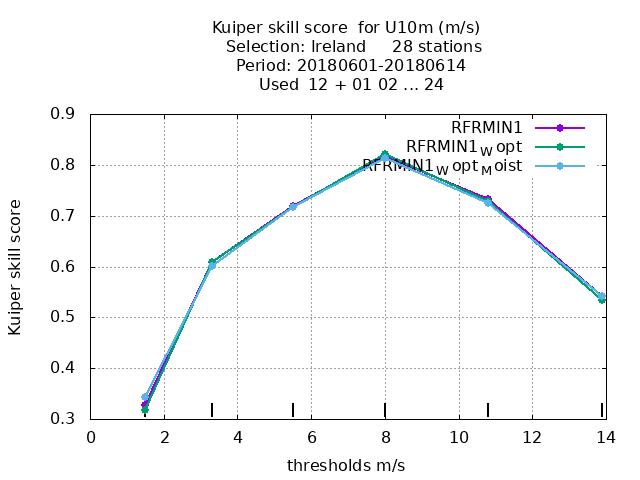 Kuiper skill score for U10m (m/s)
Selection: Ireland 28 stations
Period: 20180601-20180614
Used 12 + 01 02 ... 24
0.9
0.8
0.7
0.6
0.5
0.4
0.3
Kuiper skill score
RFRMIN1
RFRMIN1W opt
RFRMIN1W opt Moist
0 2 4 6 8 10 12 14
thresholds m/s